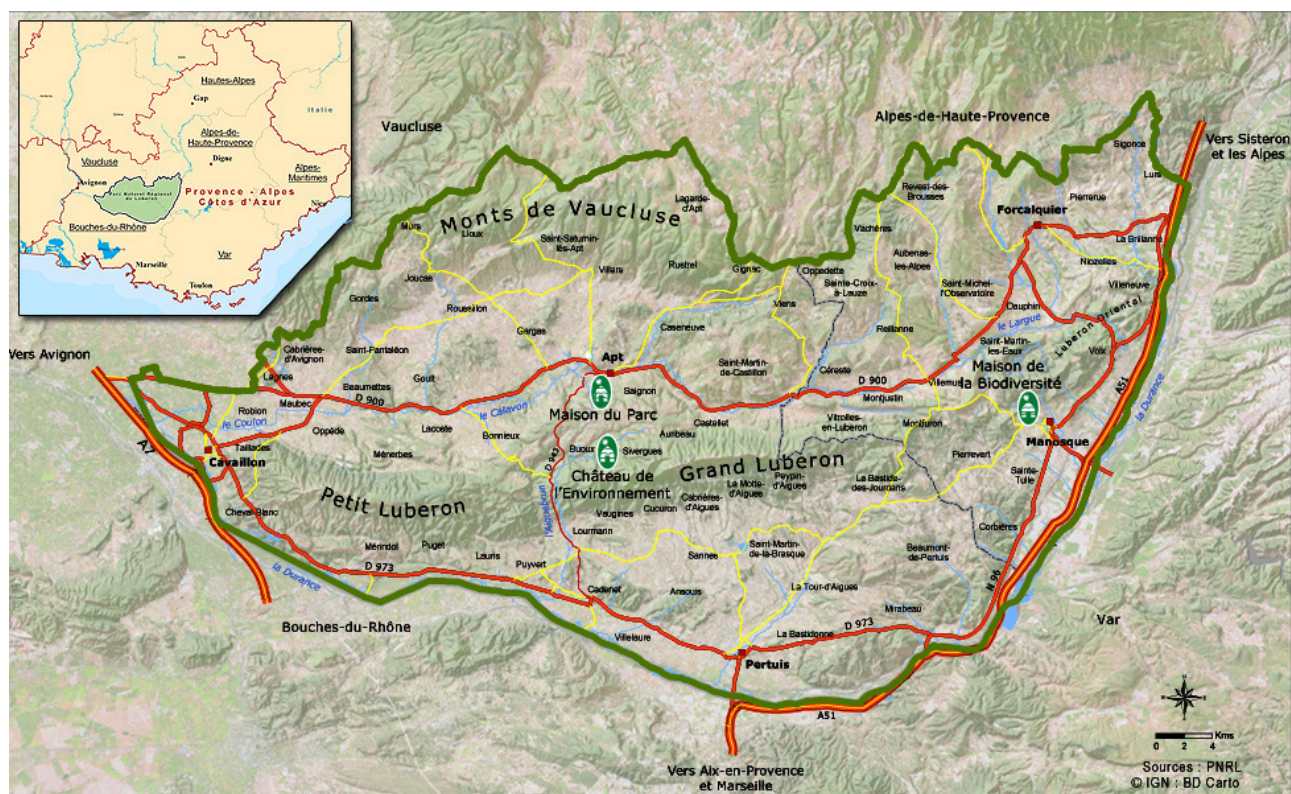 Hautes-Alpes
Gap
Italie
Alpes-de-
Haute-Provence
Digne
Vaucluse
Avignon
Alpes-
Maritimes
Parc Naturel Régional
du Luberon
Provence - Alpes
Côtes d'Azur
Nice
Bouches-du-Rhône
Var
Marseille
Toulon
Vaucluse
Alpes-de-Haute-Provence
Vers Sisteron
et les Alpes
Sigonce
Lurs
Revest-des-
Brousses
Pierrerue
Lagarde-
d'Apt
Forcalquier
Monts de Vaucluse
Murs
Lioux
Vachères
La Brillanne
Saint-Saturnin-
lès-Apt
Aubenas-
les-Alpes
Niozelles
Villars
Rustrel
Gignac
Oppedette
Joucas
Sainte-Croix-
à-Lauze
Saint-Michel-
l'Observatoire
Villeneuve
Gordes
Roussillon
Viens
Dauphin
Luberon Oriental
le Largue
Gargas
Caseneuve
Reillanne
Saint-Martin-
les-Eaux
Vers Avignon
Cabrières-
d'Avignon
Saint-Pantaléon
Apt
Saint-Martin-
de-Castillon
Volx
Lagnes
Goult
Céreste
D 900
Villemus
Maison de
la Biodiversité
A51
la Durance
Beaumettes
D 900
Saignon
Montjustin
Maubec
Robion
le Coulon
le Calavon
Maison du Parc
Castellet
Vitrolles-
en-Luberon
Montfuron
Manosque
Oppède
Lacoste
Bonnieux
Auribeau
A7
Taillades
Cavaillon
Ménerbes
D 943
Buoux
Sivergues
Grand Luberon
Pierrevert
Château de
l'Environnement
Peypin-
d'Aigues
La Motte-
d'Aigues
La Bastide-
des-Jourdans
Sainte-
Tulle
Petit Luberon
Cabrières-
d'Aigues
Cheval-Blanc
l'Aiguebrun
Vaugines
Cucuron
Lourmarin
Corbières
Mérindol
Puget
Lauris
Sannes
Saint-Martin-
de-la-Brasque
Beaumont-
de-Pertuis
D 973
la Durance
Puyvert
N 96
Cadenet
Ansouis
La Tour-d'Aigues
Mirabeau
Bouches-du-Rhône
Villelaure
La Bastidonne
D 973
Var
Pertuis
A51
0 2 4 Kms
Vers Aix-en-Provence
et Marseille
Sources : PNRL
© IGN : BD Carto